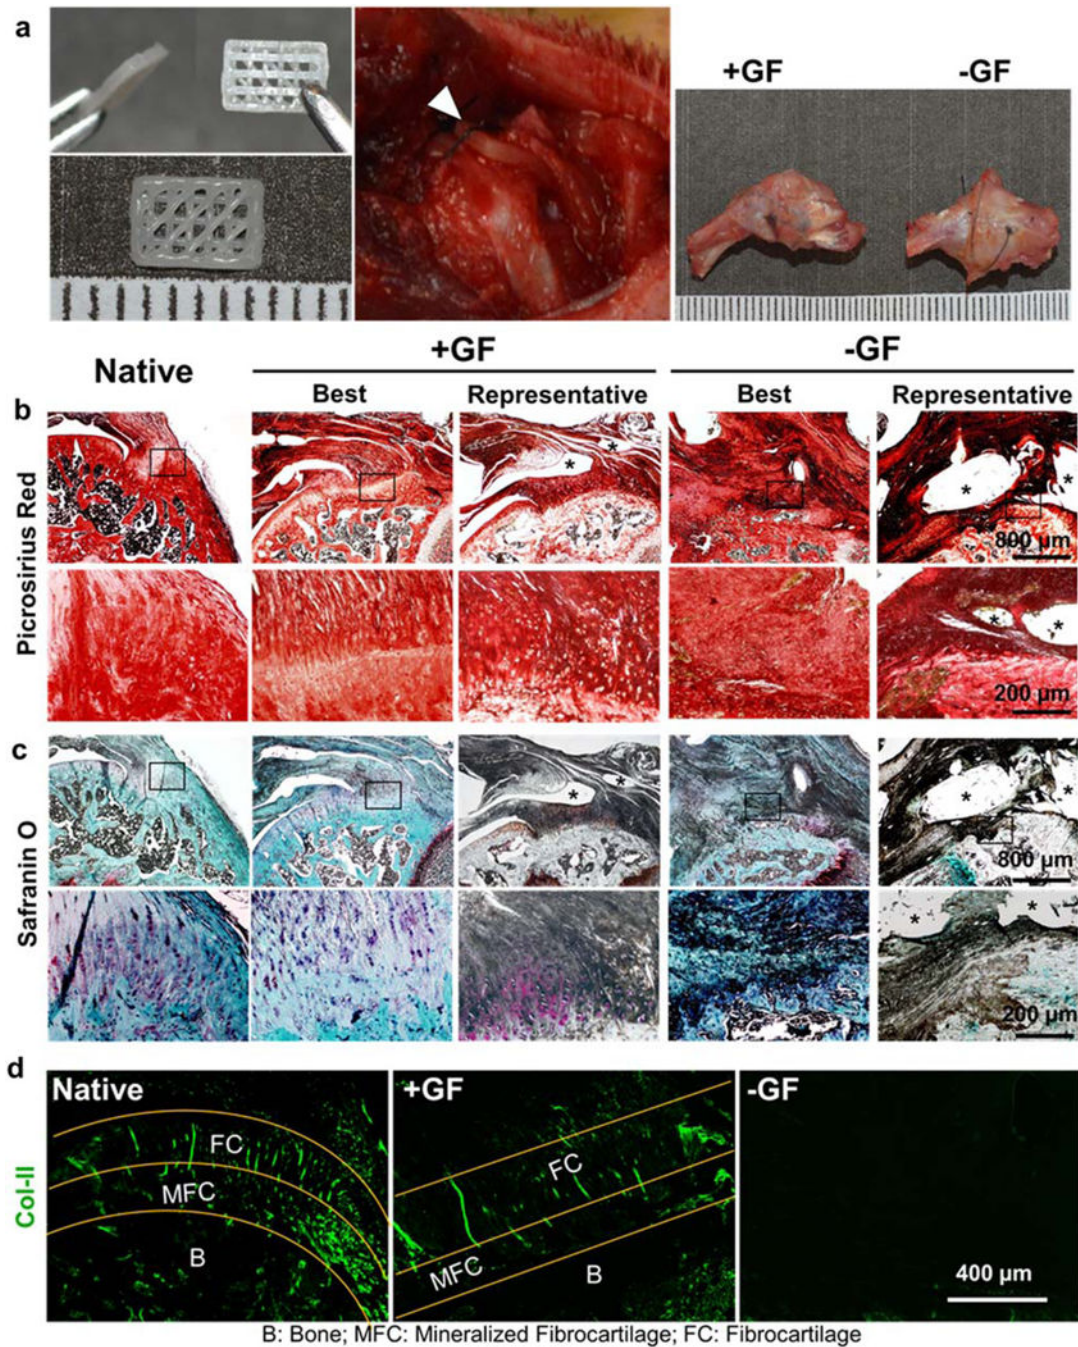 a
+GF
-GF
Native
+GF
-GF
Best
Representative
Best
Representative
b
Picrosirius Red
*
*
*
*
800 µm
*
*
200 µm
c
Safranin O
*
*
*
*
800 µm
*
*
200 µm
d
Col-II
Native
FC
MFC
B
+GF
FC
MFC
B
-GF
400 µm
B: Bone; MFC: Mineralized Fibrocartilage; FC: Fibrocartilage